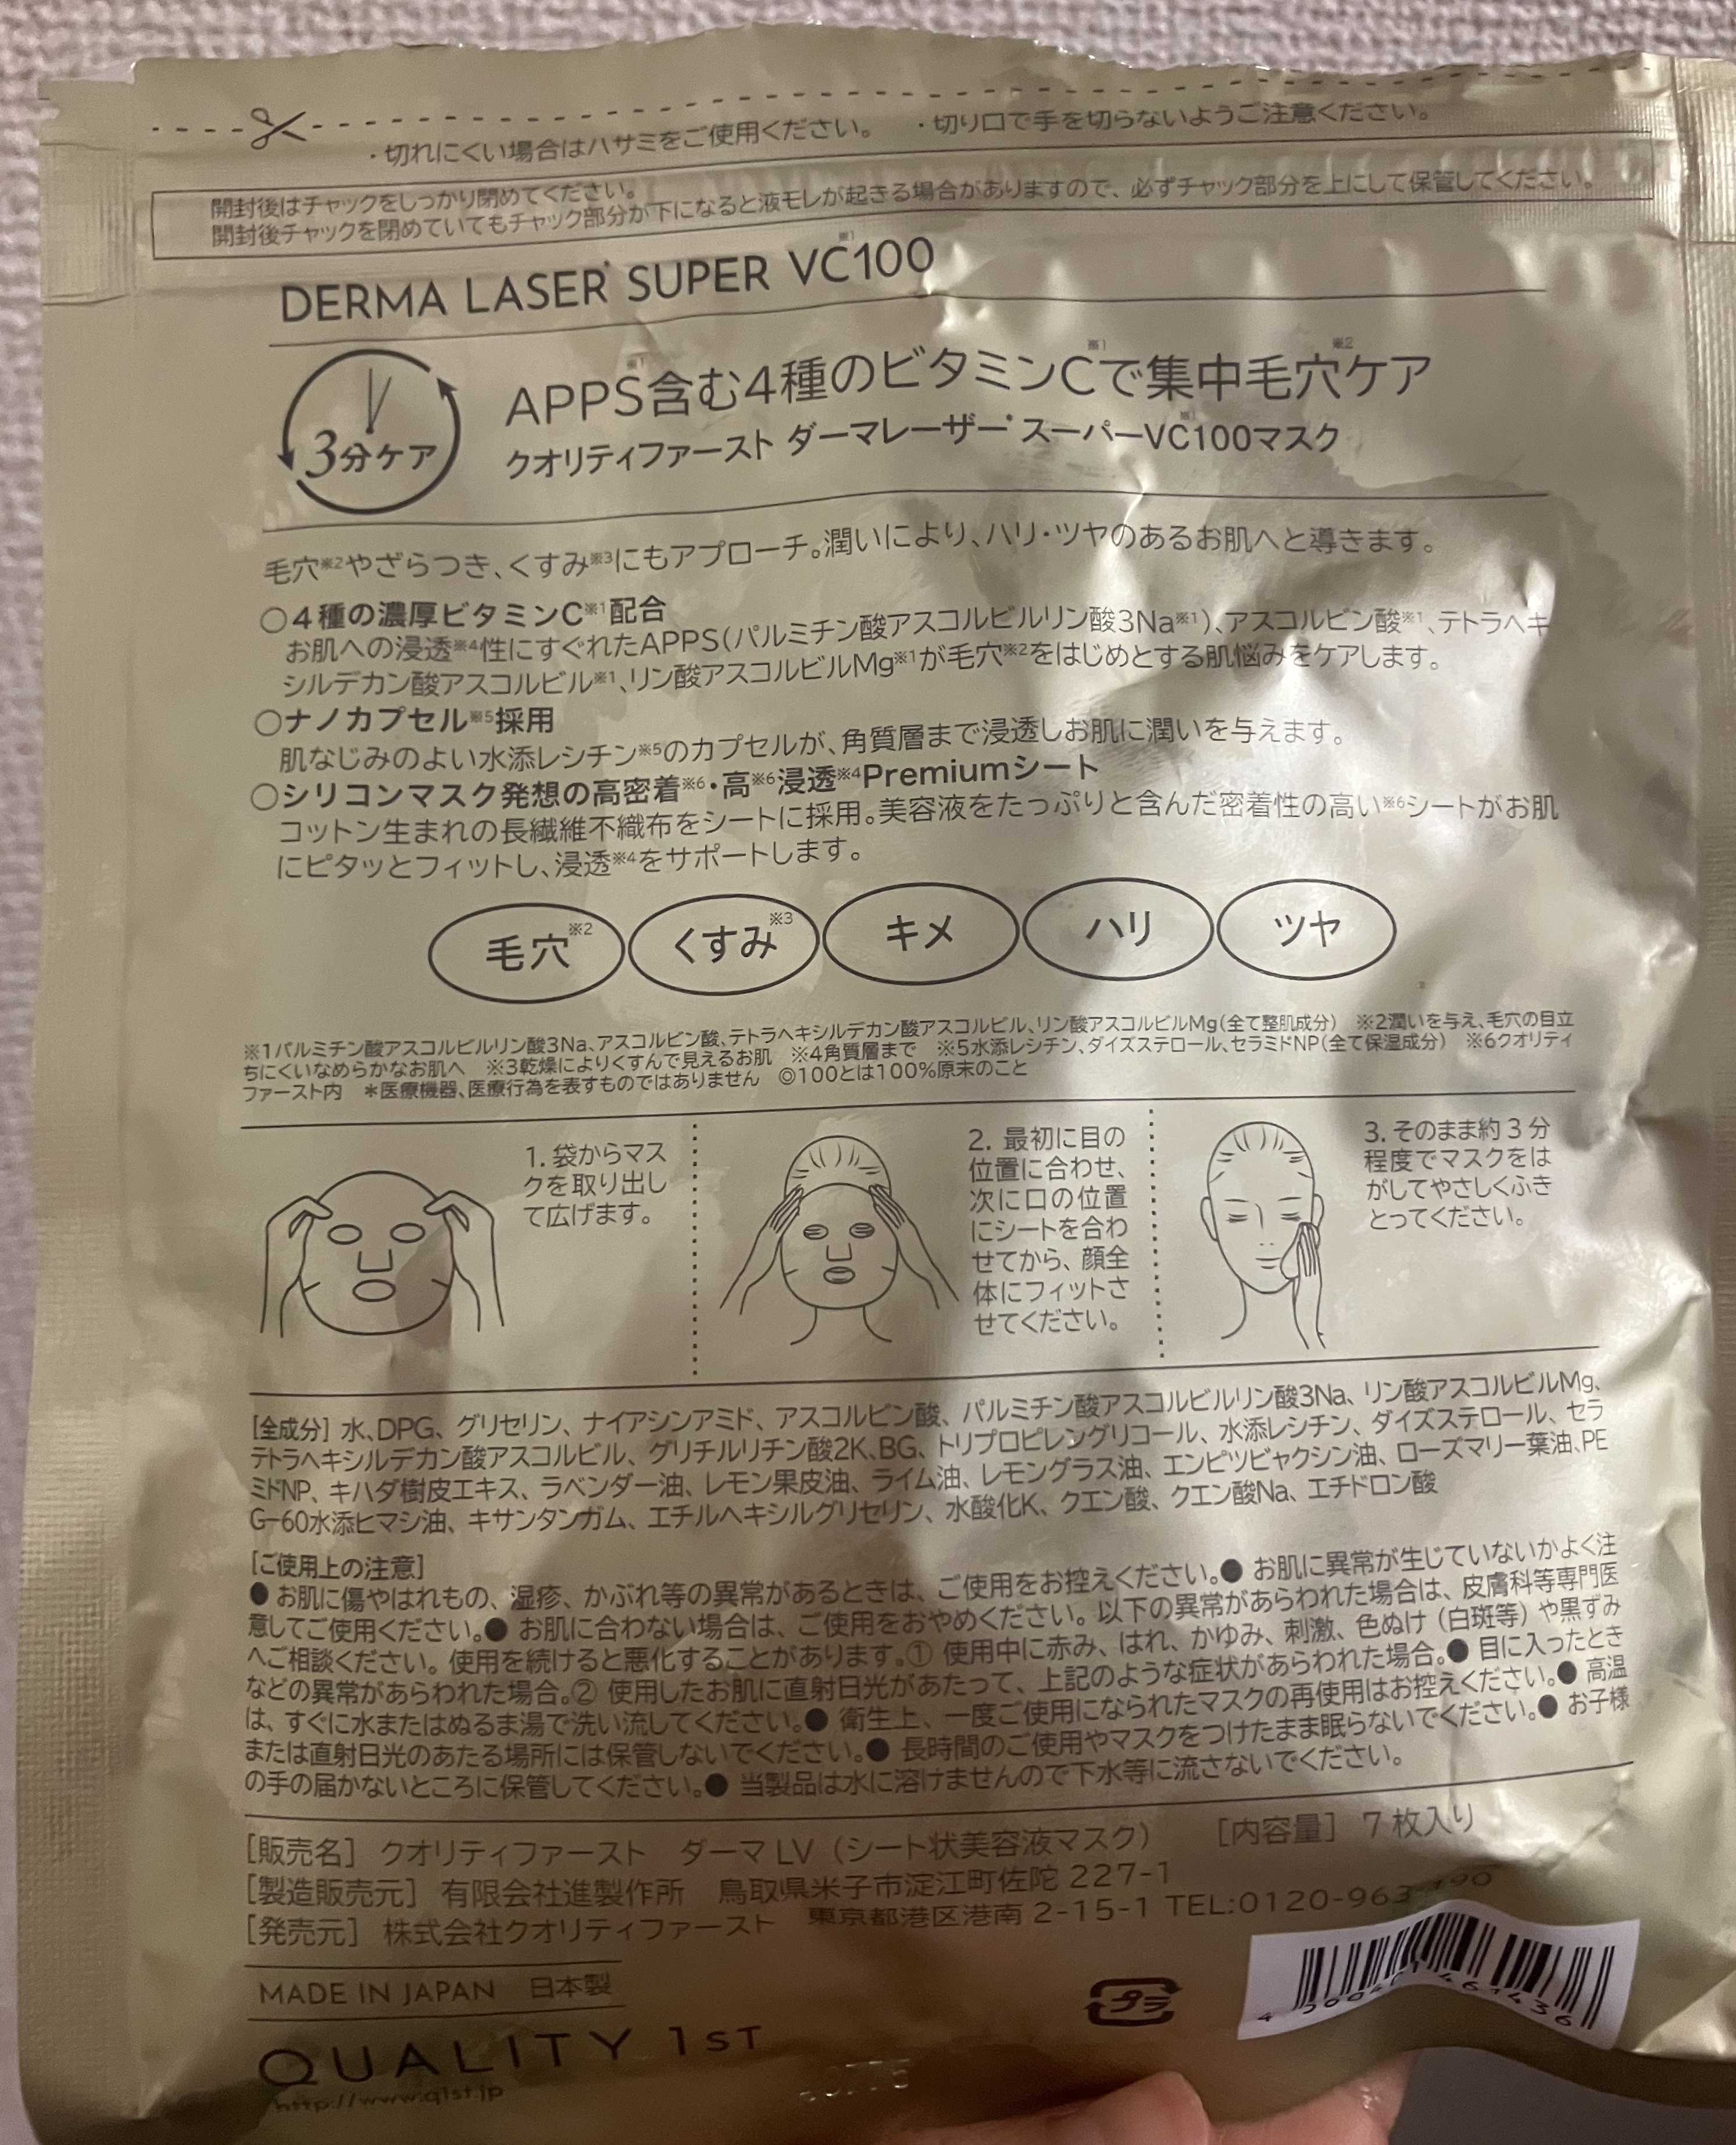 ・切れにくい場合はハサミをご使用ください。 ・切り口で手を切らないようご注意ください。
開封後はチャックをしっかり閉めてください。
開封後チャックを閉めていてもチャック部分が下になると液モレが起きる場合がありますので、必ずチャック部分を上にして保管してください。
DERMA LASER* SUPER VC※1100
3分ケア
APPS※1含む4種のビタミンC※1で集中毛穴※2ケア
クオリティファースト ダーマレーザー* スーパーVC※1100マスク
毛穴※2やざらつき、くすみ※3にもアプローチ。潤いにより、ハリ・ツヤのあるお肌へと導きます。
○4種の濃厚ビタミンC※1配合
お肌への浸透※4性にすぐれたAPPS(パルミチン酸アスコルビルリン酸3Na※1)、アスコルビン酸※1、テトラヘキ
シルデカン酸アスコルビル※1、リン酸アスコルビルMg※1が毛穴※2をはじめとする肌悩みをケアします。
○ナノカプセル※5採用
肌なじみのよい水添レシチン※5のカプセルが、角質層まで浸透しお肌に潤いを与えます。
○シリコンマスク発想の高密着※6・高※6浸透※4Premiumシート
コットン生まれの長繊維不織布をシートに採用。美容液をたっぷりと含んだ密着性の高い※6シートがお肌
にピタッとフィットし、浸透※4をサポートします。
毛穴※2 くすみ※3 キメ ハリ ツヤ
※1パルミチン酸アスコルビルリン酸3Na、アスコルビン酸、テトラヘキシルデカン酸アスコルビル、リン酸アスコルビルMg(全て整肌成分) ※2潤いを与え、毛穴の目立
ちにくいなめらかなお肌へ ※3乾燥によりくすんで見えるお肌 ※4角質層まで ※5水添レシチン、ダイズステロール、セラミドNP(全て保湿成分) ※6クオリティ
ファースト内 *医療機器、医療行為を表すものではありません ◎100とは100%原末のこと
1. 袋からマス
クを取り出し
て広げます。
2. 最初に目の
位置に合わせ、
次に口の位置
にシートを合わ
せてから、顔全
体にフィットさ
せてください。
3. そのまま約3分
程度でマスクをは
がしてやさしくふき
とってください。
[全成分] 水、DPG、グリセリン、ナイアシンアミド、アスコルビン酸、パルミチン酸アスコルビルリン酸3Na、リン酸アスコルビルMg、
テトラヘキシルデカン酸アスコルビル、グリチルリチン酸2K、BG、トリプロピレングリコール、水添レシチン、ダイズステロール、セラ
ミドNP、キハダ樹皮エキス、ラベンダー油、レモン果皮油、ライム油、レモングラス油、エンピツビャクシン油、ローズマリー葉油、PE
G-60水添ヒマシ油、キサンタンガム、エチルヘキシルグリセリン、水酸化K、クエン酸、クエン酸Na、エチドロン酸
[ご使用上の注意]
● お肌に傷やはれもの、湿疹、かぶれ等の異常があるときは、ご使用をお控えください。● お肌に異常が生じていないかよく注
意してご使用ください。● お肌に合わない場合は、ご使用をおやめください。以下の異常があらわれた場合は、皮膚科等専門医
へご相談ください。使用を続けると悪化することがあります。① 使用中に赤み、はれ、かゆみ、刺激、色ぬけ(白斑等)や黒ずみ
などの異常があらわれた場合。② 使用したお肌に直射日光があたって、上記のような症状があらわれた場合。● 目に入ったとき
は、すぐに水またはぬるま湯で洗い流してください。● 衛生上、一度ご使用になられたマスクの再使用はお控えください。● 高温
または直射日光のあたる場所には保管しないでください。● 長時間のご使用やマスクをつけたまま眠らないでください。● お子様
の手の届かないところに保管してください。● 当製品は水に溶けませんので下水等に流さないでください。
[販売名] クオリティファースト ダーマ LV(シート状美容液マスク) [内容量] 7 枚入り
[製造販売元] 有限会社進製作所 鳥取県米子市淀江町佐陀 227-1
[発売元] 株式会社クオリティファースト 東京都港区港南 2-15-1 TEL:0120-963-490
MADE IN JAPAN 日本製
プラ
QUALITY 1ST
http://www.q1st.jp